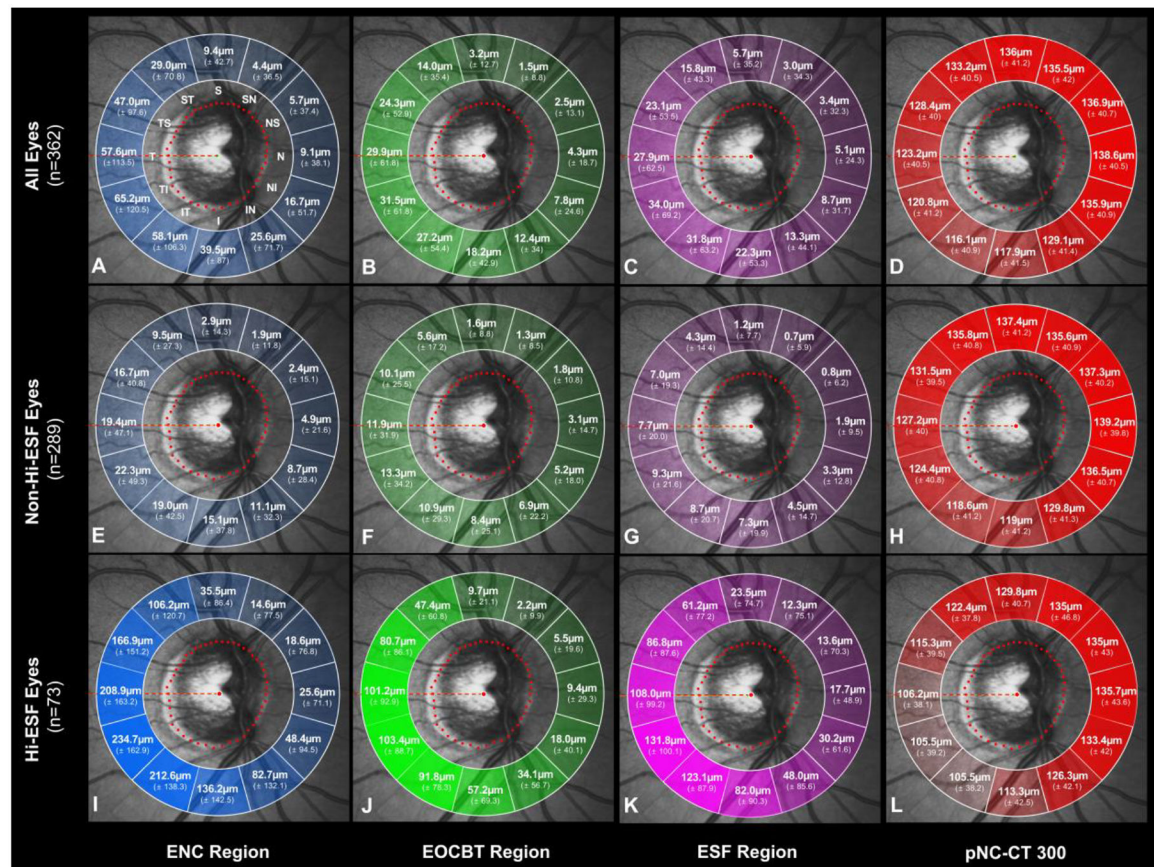 All Eyes
(n=362)
9.4µm
(± 42.7)
4.4µm
5.7µm
(± 37.4)
9.1µm
(± 38.1)
16.7µm
(± 51.7)
25.6µm
(± 71.7)
39.5µm
(± 87)
58.1µm
(± 106.3)
65.2µm
(± 120.5)
57.6µm
(±113.5)
47.0µm
(± 97.6)
29.0µm
(± 70.8)
S
SN
NS
N
NI
IN
I
IT
TI
T
TS
ST
A
3.2µm
(± 12.7)
1.5µm
(± 8.8)
2.5µm
(± 13.1)
4.3µm
(± 18.7)
7.8µm
(± 24.6)
12.4µm
(± 34)
18.2µm
(± 42.9)
27.2µm
(± 54.4)
31.5µm
(± 61.8)
29.9µm
(± 61.8)
24.3µm
(± 52.9)
14.0µm
(± 35.4)
B
5.7µm
(± 35.2)
3.0µm
(± 34.3)
3.4µm
(± 32.3)
5.1µm
(± 24.3)
8.7µm
(± 31.7)
13.3µm
(± 44.1)
22.3µm
(± 53.3)
31.8µm
(± 63.2)
34.0µm
(± 69.2)
27.9µm
(±62.5)
23.1µm
(± 53.5)
15.8µm
(± 43.3)
C
136µm
(± 41.2)
135.5µm
(± 42)
136.9µm
(± 40.7)
138.6µm
(± 40.5)
135.9µm
(± 40.9)
129.1µm
(± 41.4)
117.9µm
(± 41.5)
116.1µm
(± 40.9)
120.8µm
(± 41.2)
123.2µm
(±40.5)
128.4µm
(± 40)
133.2µm
(± 40.5)
D
Non-Hi-ESF Eyes
(n=289)
2.9µm
(± 14.3)
1.9µm
(± 11.8)
2.4µm
(± 15.1)
4.9µm
(± 21.6)
8.7µm
(± 28.4)
11.1µm
(± 32.3)
15.1µm
(± 37.8)
19.0µm
(± 42.5)
22.3µm
(± 49.3)
19.4µm
(± 47.1)
16.7µm
(± 40.8)
9.5µm
(± 27.3)
E
1.6µm
(± 8.8)
1.3µm
(± 8.5)
1.8µm
(± 10.8)
3.1µm
(± 14.7)
5.2µm
(± 18.0)
6.9µm
(± 22.2)
8.4µm
(± 25.1)
10.9µm
(± 29.3)
13.3µm
(± 34.2)
11.9µm
(± 31.9)
10.1µm
(± 25.5)
5.6µm
(± 17.2)
F
1.2µm
(± 7.7)
0.7µm
(± 5.9)
0.8µm
(± 6.2)
1.9µm
(± 9.5)
3.3µm
(± 12.8)
4.5µm
(± 14.7)
7.3µm
(± 19.9)
8.7µm
(± 20.7)
9.3µm
(± 21.6)
7.7µm
(± 20.0)
7.0µm
(± 19.3)
4.3µm
(± 14.4)
G
137.4µm
(± 41.2)
135.6µm
(± 40.9)
137.3µm
(± 40.2)
139.2µm
(± 39.8)
136.5µm
(± 40.7)
129.8µm
(± 41.3)
119µm
(± 41.2)
118.6µm
(± 41.2)
124.4µm
(± 40.8)
127.2µm
(± 40)
131.5µm
(± 39.5)
135.8µm
(± 40.8)
H
Hi-ESF Eyes
(n=73)
35.5µm
(± 86.4)
14.6µm
(± 77.5)
18.6µm
(± 76.8)
25.6µm
(± 71.1)
48.4µm
(± 94.5)
82.7µm
(± 132.1)
136.2µm
(± 142.5)
212.6µm
(± 138.3)
234.7µm
(± 162.9)
208.9µm
(± 163.2)
166.9µm
(± 151.2)
106.2µm
(± 120.7)
I
9.7µm
(± 21.1)
2.2µm
(± 9.9)
5.5µm
(± 19.6)
9.4µm
(± 29.3)
18.0µm
(± 40.1)
34.1µm
(± 56.7)
57.2µm
(± 69.3)
91.8µm
(± 78.3)
103.4µm
(± 88.7)
101.2µm
(± 92.9)
80.7µm
(± 86.1)
47.4µm
(± 60.8)
J
23.5µm
(± 74.7)
12.3µm
(± 75.1)
13.6µm
(± 70.3)
17.7µm
(± 48.9)
30.2µm
(± 61.6)
48.0µm
(± 85.6)
82.0µm
(± 90.3)
123.1µm
(± 87.9)
131.8µm
(± 100.1)
108.0µm
(± 99.2)
86.8µm
(± 87.6)
61.2µm
(± 77.2)
K
129.8µm
(± 40.7)
135µm
(± 46.8)
135µm
(± 43)
135.7µm
(± 43.6)
133.4µm
(± 42)
126.3µm
(± 42.1)
113.3µm
(± 42.5)
105.5µm
(± 38.2)
105.5µm
(± 39.2)
106.2µm
(± 38.1)
115.3µm
(± 39.5)
122.4µm
(± 37.8)
L
ENC Region
EOCBT Region
ESF Region
pNC-CT 300